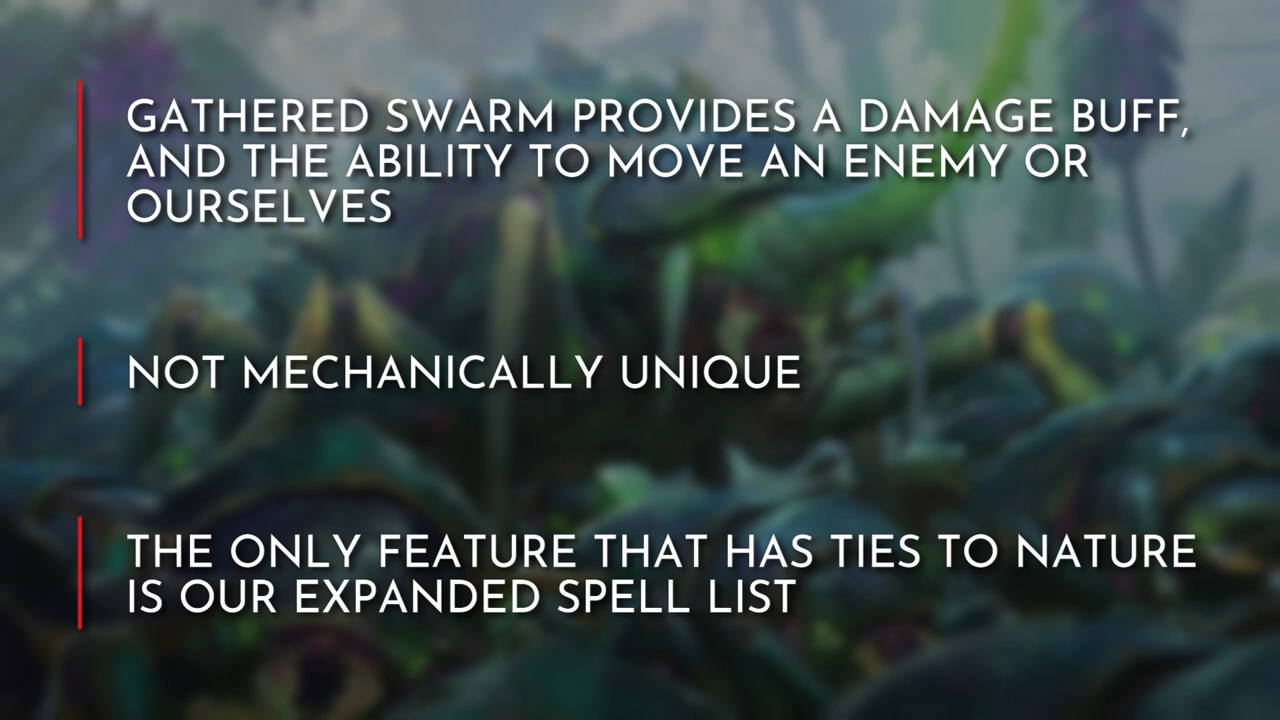 GATHERED SWARM PROVIDES A DAMAGE BUFF,
AND THE ABILITY TO MOVE AN ENEMY OR
OURSELVES
NOT MECHANICALLY UNIQUE
THE ONLY FEATURE THAT HAS TIES TO NATURE
IS OUR EXPANDED SPELL LIST